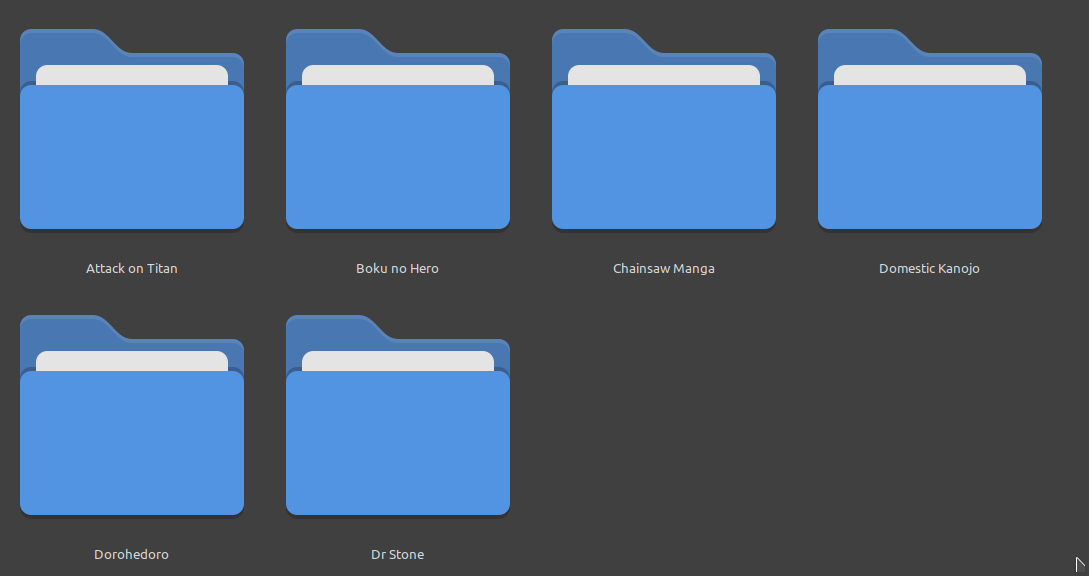 Attack on Titan
Boku no Hero
Chainsaw Manga
Domestic Kanojo
Dorohedoro
Dr Stone